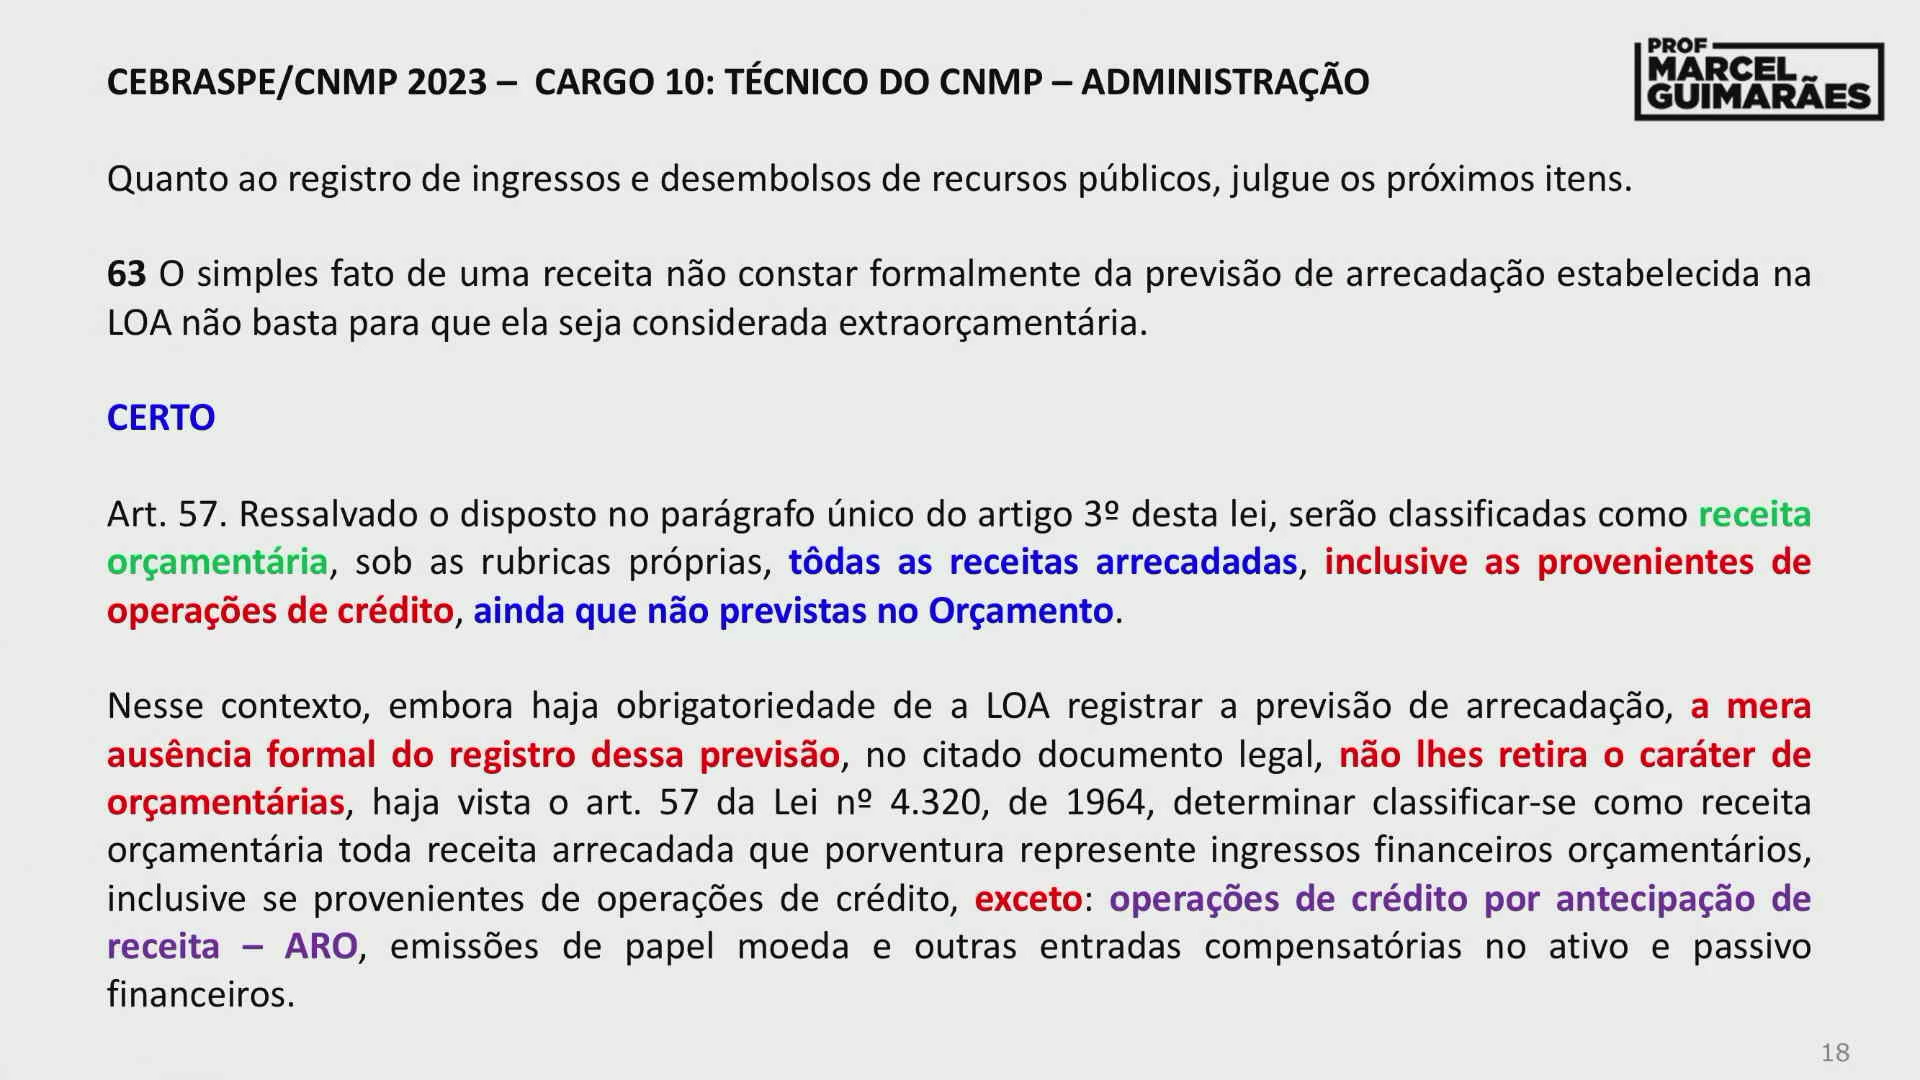 CEBRASPE/CNMP 2023 – CARGO 10: TÉCNICO DO CNMP – ADMINISTRAÇÃO
PROF
MARCEL
GUIMARÃES
Quanto ao registro de ingressos e desembolsos de recursos públicos, julgue os próximos itens.
63 O simples fato de uma receita não constar formalmente da previsão de arrecadação estabelecida na
LOA não basta para que ela seja considerada extraorçamentária.
CERTO
Art. 57. Ressalvado o disposto no parágrafo único do artigo 3º desta lei, serão classificadas como receita
orçamentária, sob as rubricas próprias, tôdas as receitas arrecadadas, inclusive as provenientes de
operações de crédito, ainda que não previstas no Orçamento.
Nesse contexto, embora haja obrigatoriedade de a LOA registrar a previsão de arrecadação, a mera
ausência formal do registro dessa previsão, no citado documento legal, não lhes retira o caráter de
orçamentárias, haja vista o art. 57 da Lei nº 4.320, de 1964, determinar classificar-se como receita
orçamentária toda receita arrecadada que porventura represente ingressos financeiros orçamentários,
inclusive se provenientes de operações de crédito, exceto: operações de crédito por antecipação de
receita – ARO, emissões de papel moeda e outras entradas compensatórias no ativo e passivo
financeiros.
18